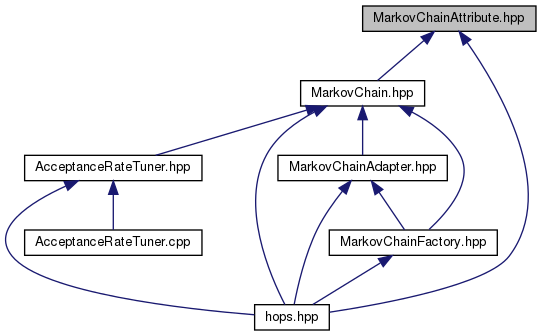 MarkovChainAttribute.hpp
MarkovChain.hpp
AcceptanceRateTuner.hpp
MarkovChainAdapter.hpp
AcceptanceRateTuner.cpp
MarkovChainFactory.hpp
hops.hpp